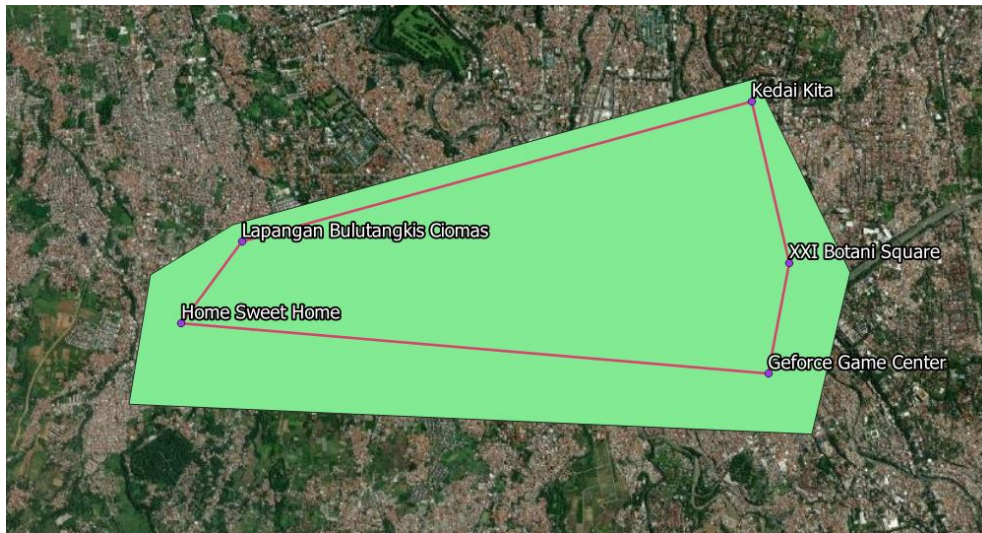 Kedai Kita
Lapangan Bulutangkis Ciomas
XXI Botani Square
Home Sweet Home
Geforce Game Center